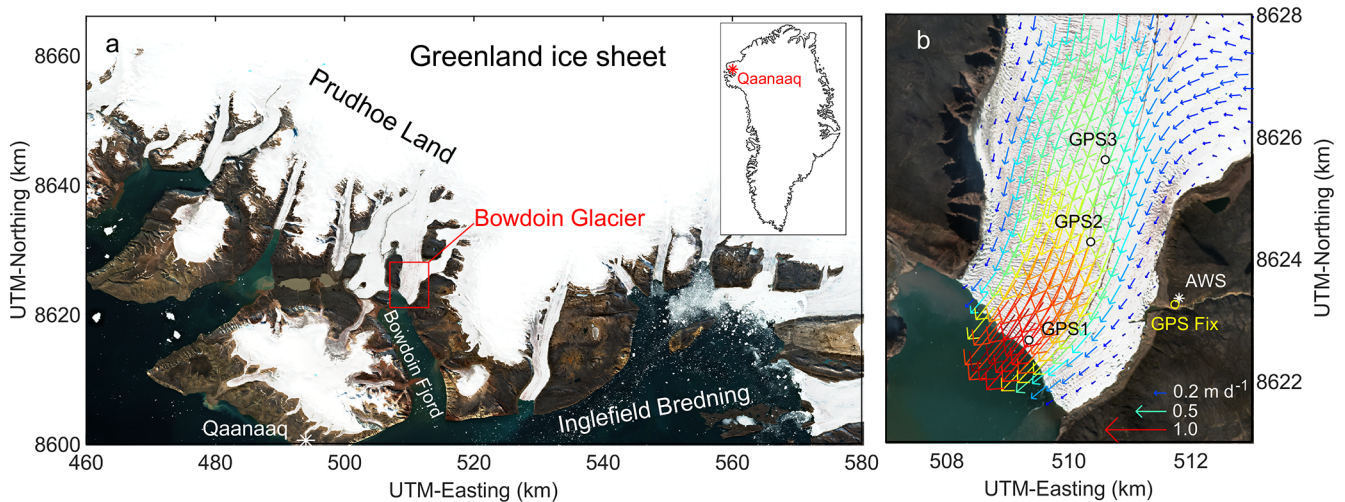 a
Greenland ice sheet
Prudhoe Land
Qaanaaq
Bowdoin Glacier
Bowdoin Fjord
Inglefield Bredning
Qaanaaq
8660
8640
8620
8600
UTM-Northing (km)
460 480 500 520 540 560 580
UTM-Easting (km)
b
GPS3
GPS2
GPS1
AWS
GPS Fix
0.2 m d⁻¹
0.5
1.0
8628
8626
8624
8622
UTM-Northing (km)
508 510 512
UTM-Easting (km)